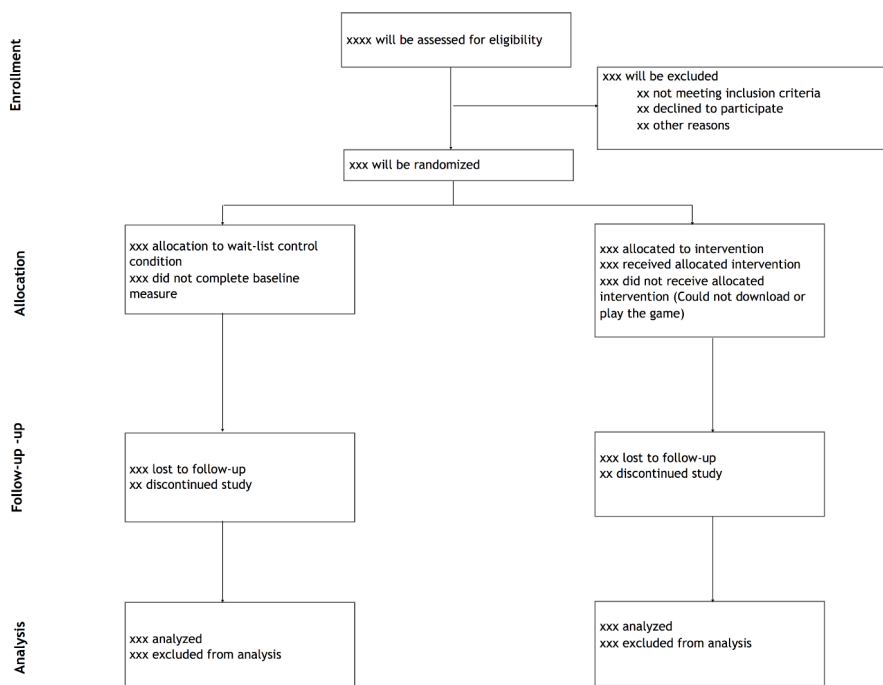 Enrollment
xxxx will be assessed for eligibility
xxx will be excluded
xx not meeting inclusion criteria
xx declined to participate
xx other reasons
xxx will be randomized
Allocation
xxx allocation to wait-list control
condition
xxx did not complete baseline
measure
xxx allocated to intervention
xxx received allocated intervention
xxx did not receive allocated
intervention (Could not download or
play the game)
Follow-up -up
xxx lost to follow-up
xx discontinued study
xxx lost to follow-up
xx discontinued study
Analysis
xxx analyzed
xxx excluded from analysis
xxx analyzed
xxx excluded from analysis